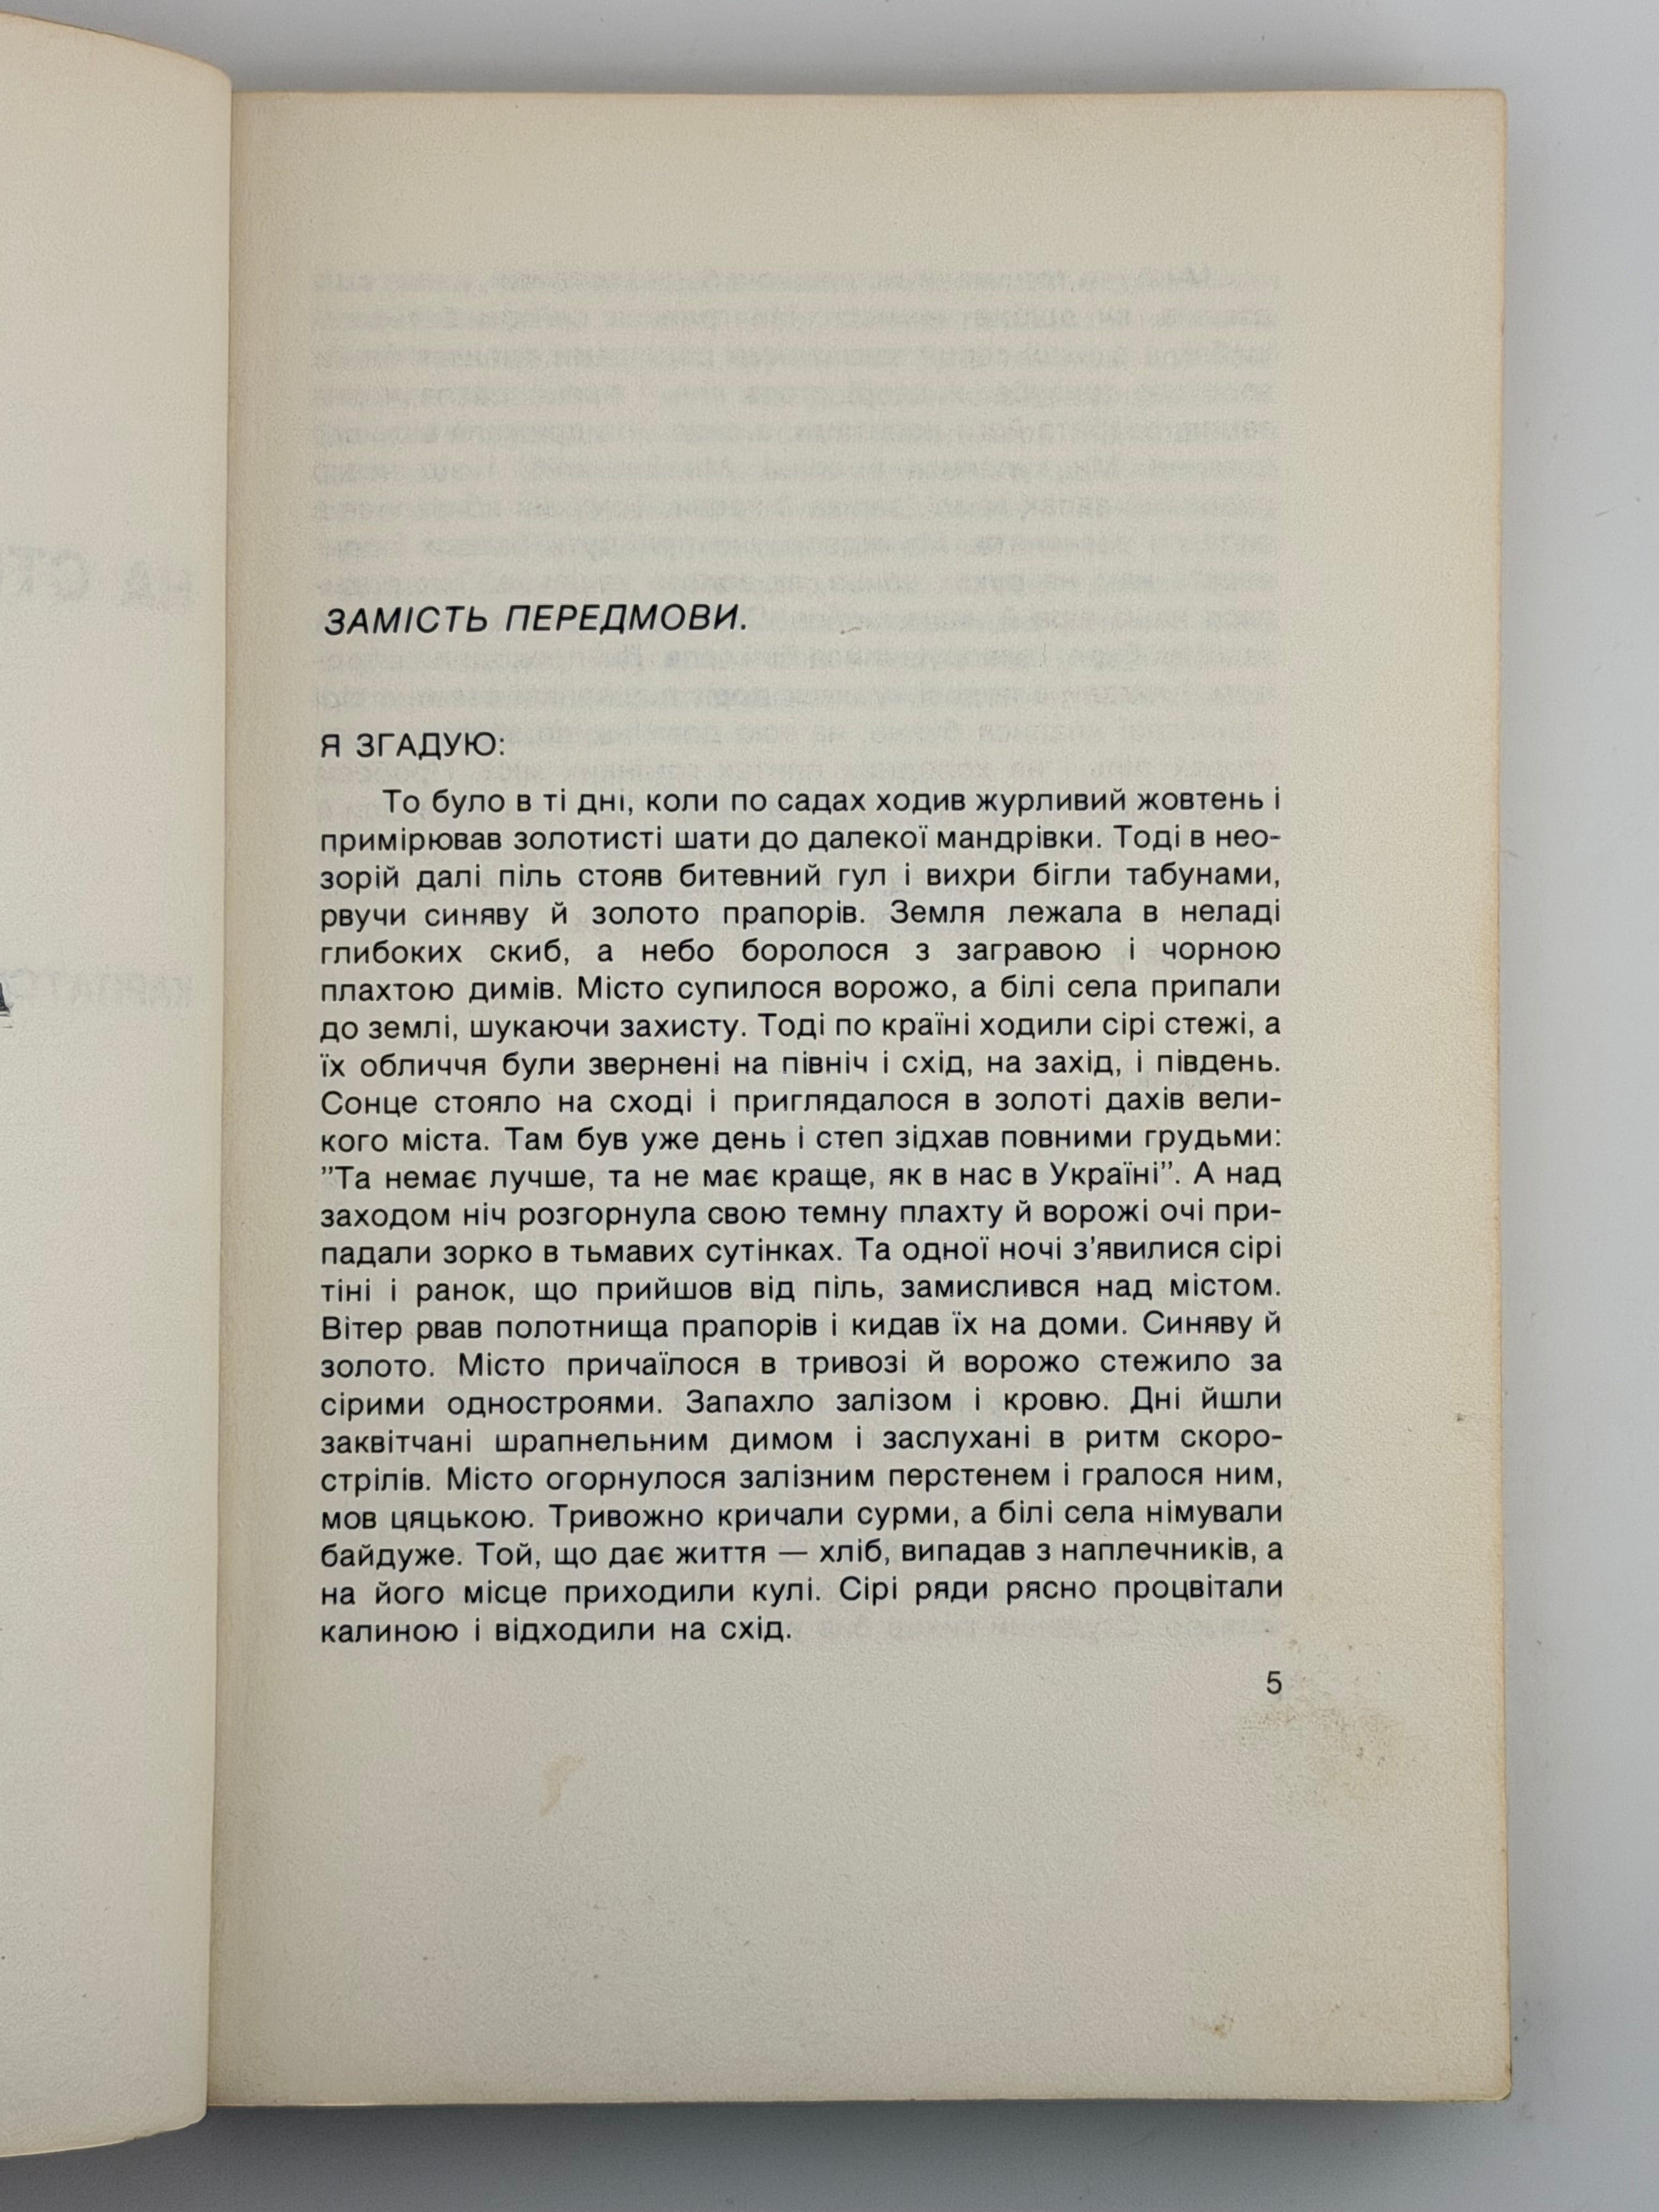 ЗАМІСТЬ ПЕРЕДМОВИ.
Я ЗГАДУЮ:
То було в ті дні, коли по садах ходив журливий жовтень і
примірював золотисті шати до далекої мандрівки. Тоді в нео-
зорій далі піль стояв битевний гул і вихри бігли табунами,
рвучи синяву й золото прапорів. Земля лежала в неладі
глибоких скиб, а небо боролося з загравою і чорною
плахтою димів. Місто супилося ворожо, а білі села припали
до землі, шукаючи захисту. Тоді по країні ходили сірі стежі, а
їх обличчя були звернені на північ і схід, на захід, і південь.
Сонце стояло на сході і приглядалося в золоті дахів вели-
кого міста. Там був уже день і степ зідхав повними грудьми:
”Та немає лучше, та не має краще, як в нас в Україні”. А над
заходом ніч розгорнула свою темну плахту й ворожі очі при-
падали зорко в тьмавих сутінках. Та одної ночі з’явилися сірі
тіні і ранок, що прийшов від піль, замислився над містом.
Вітер рвав полотнища прапорів і кидав їх на доми. Синяву й
золото. Місто причаїлося в тривозі й ворожо стежило за
сірими одностроями. Запахло залізом і кровю. Дні йшли
заквітчані шрапнельним димом і заслухані в ритм скоро-
стрілів. Місто огорнулося залізним перстенем і гралося ним,
мов цяцькою. Тривожно кричали сурми, а білі села німували
байдуже. Той, що дає життя — хліб, випадав з наплечників, а
на його місце приходили кулі. Сірі ряди рясно процвітали
калиною і відходили на схід.
5